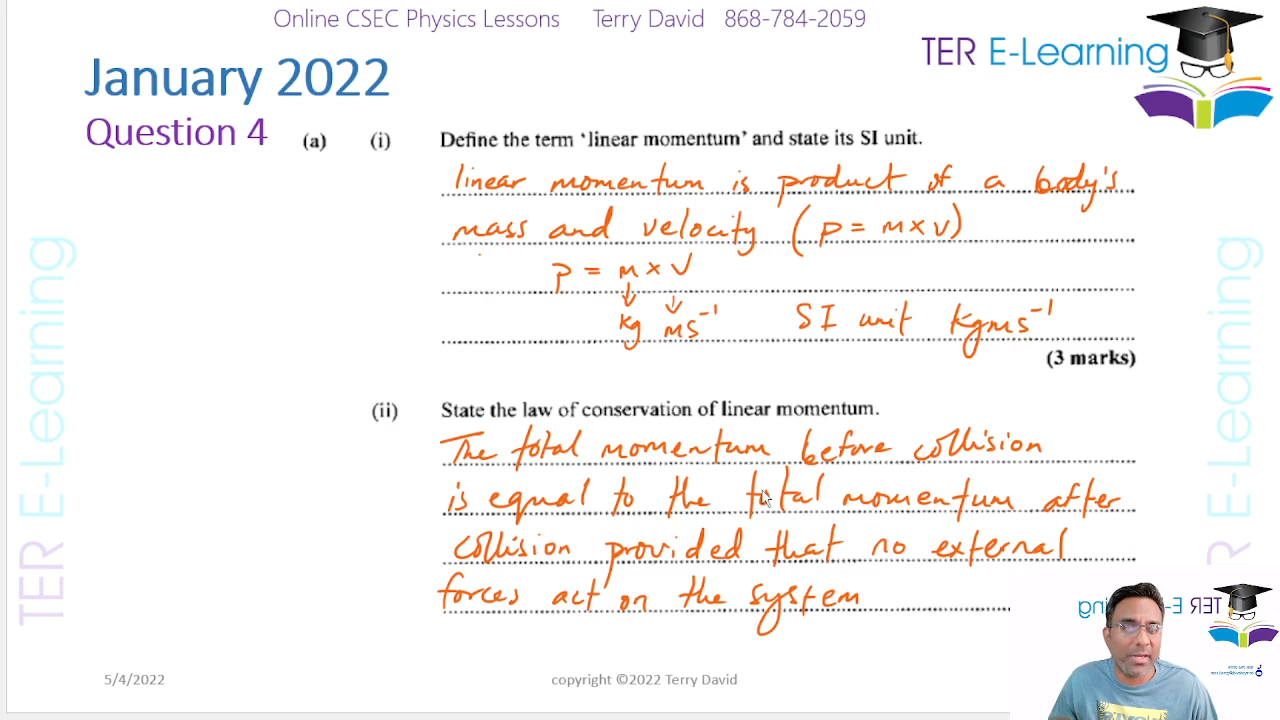 Online CSEC Physics Lessons Terry David 868-784-2059
TER E-Learning
January 2022
Question 4
(a) (i) Define the term ‘linear momentum’ and state its SI unit.
linear momentum is product of a body's
mass and velocity (p = m × v)
p = m × v
kg ms⁻¹ SI unit kgms⁻¹
(3 marks)
(ii) State the law of conservation of linear momentum.
The total momentum before collision
is equal to the total momentum after
collision provided that no external
forces act on the system
TER E-Learning
TER E-Learning
5/4/2022
copyright ©2022 Terry David